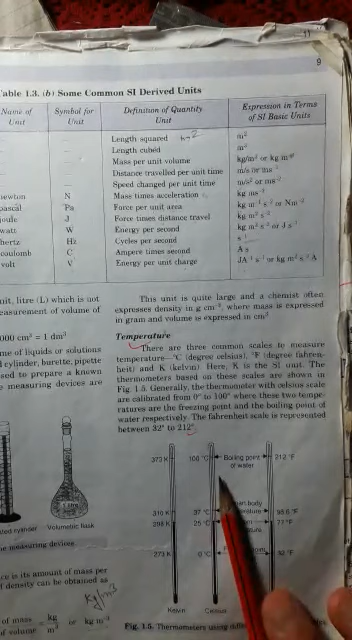 9
Table 1.3. (b) Some Common SI Derived Units
Name of Unit Symbol for Unit Definition of Quantity Unit Expression in Terms of SI Basic Units
Length squared m²
Length cubed m³
Mass per unit volume kg/m³ or kg m⁻³
Distance travelled per unit time m/s or ms⁻¹
Speed changed per unit time m/s² or ms⁻²
newton N Mass times acceleration kg ms⁻²
pascal Pa Force per unit area kg m⁻¹ s⁻² or Nm⁻²
joule J Force times distance travel kg m² s⁻²
watt W Energy per second kg m² s⁻³ or J s⁻¹
hertz Hz Cycles per second s⁻¹
coulomb C Ampere times second A s
volt V Energy per unit charge
unit, litre (L) which is not
measurement of volume of
000 cm³ = 1 dm³
me of liquids or solutions
d cylinder, burette, pipette
sed to prepare a known
e measuring devices are
Volumetric flask
me measuring devices.
ce is its amount of mass per
f density can be obtained as
kg/m3
of mass
of volume = kg/m³ or kg m⁻³
This unit is quite large and a chemist often
expresses density in g cm⁻³, where mass is expressed
in gram and volume is expressed in cm³
Temperature
There are three common scales to measure
temperature—°C (degree celsius), °F (degree fahren-
heit) and K (kelvin) Here, K is the SI unit. The
thermometers based on these scales are shown in
Fig 1.5. Generally, the thermometer with celsius scale
are calibrated from 0° to 100° where these two tempe-
ratures are the freezing point and the boiling point of
water respectively. The fahrenheit scale is represented
between 32° to 212°.
373 K 100 °C Boiling point of water 212 °F
310 K 37 °C body 98.6 °F
298 K 25 °C 77 °F
273 K 0 °C 32 °F
Kelvin Celsius
Fig. 1.5. Thermometers using